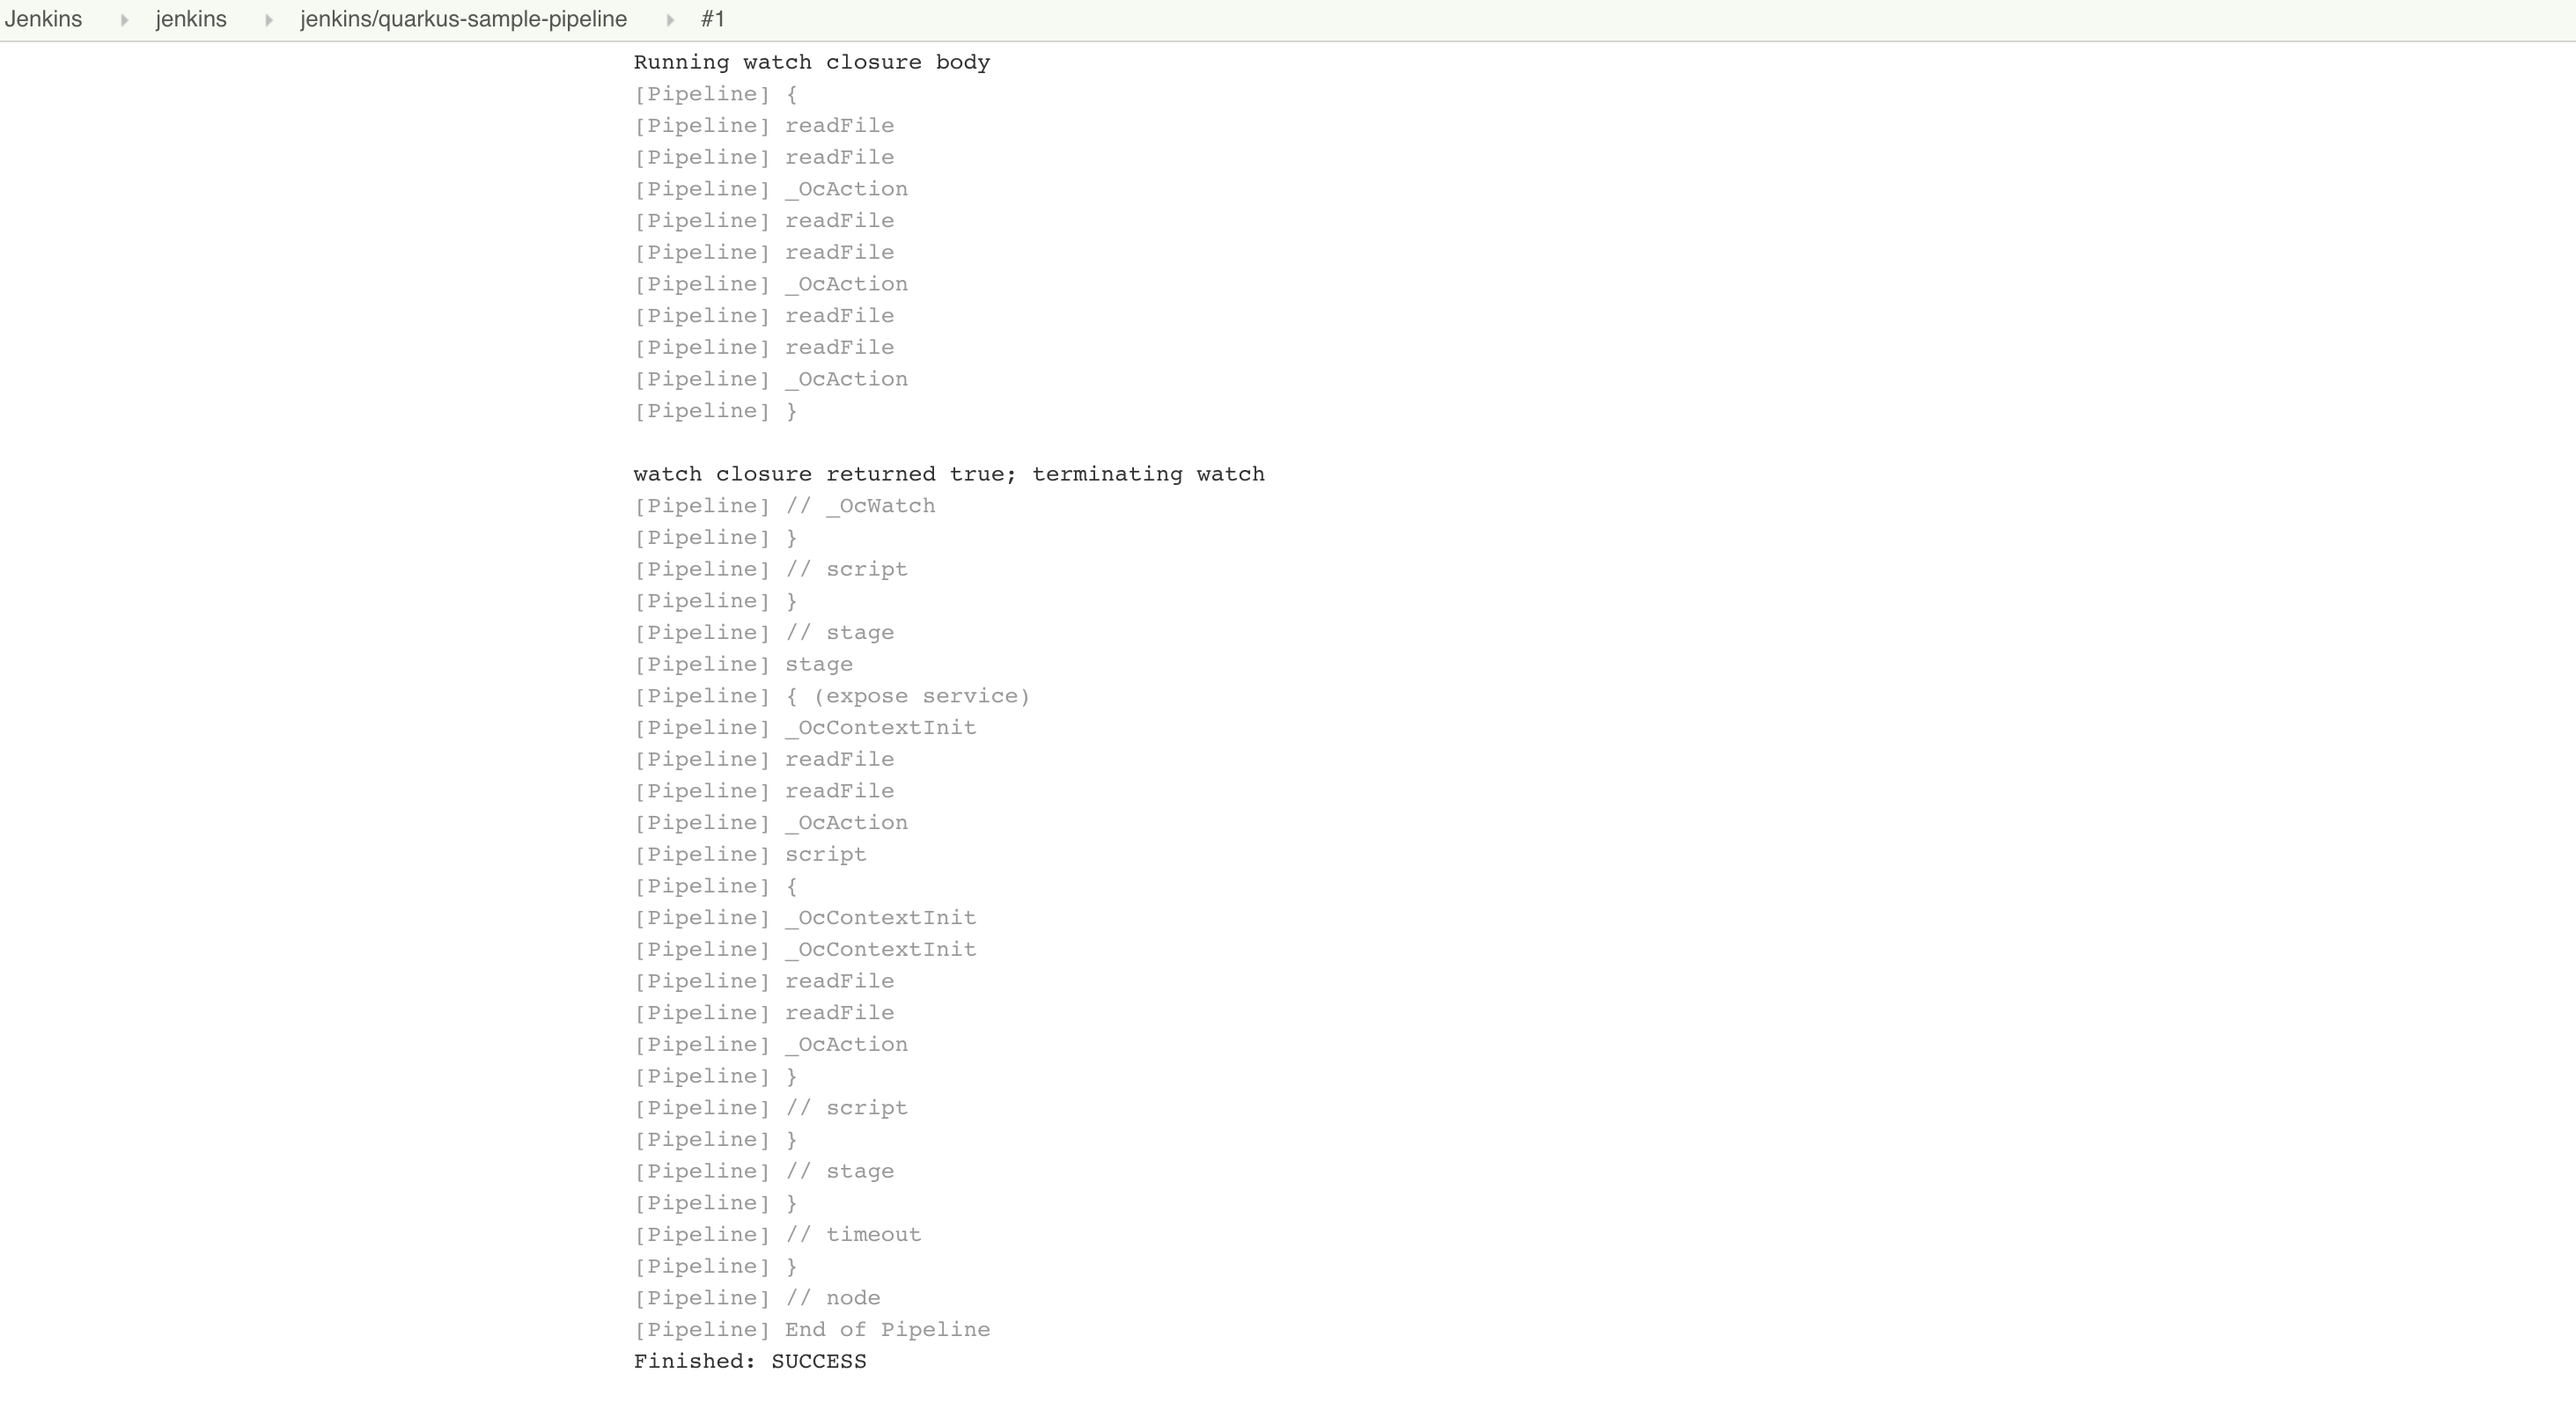 Jenkins jenkins jenkins/quarkus-sample-pipeline #1
Running watch closure body
[Pipeline] {
[Pipeline] readFile
[Pipeline] readFile
[Pipeline] _OcAction
[Pipeline] readFile
[Pipeline] readFile
[Pipeline] _OcAction
[Pipeline] readFile
[Pipeline] readFile
[Pipeline] _OcAction
[Pipeline] }
watch closure returned true; terminating watch
[Pipeline] // _OcWatch
[Pipeline] }
[Pipeline] // script
[Pipeline] }
[Pipeline] // stage
[Pipeline] stage
[Pipeline] { (expose service)
[Pipeline] _OcContextInit
[Pipeline] readFile
[Pipeline] readFile
[Pipeline] _OcAction
[Pipeline] script
[Pipeline] {
[Pipeline] _OcContextInit
[Pipeline] _OcContextInit
[Pipeline] readFile
[Pipeline] readFile
[Pipeline] _OcAction
[Pipeline] }
[Pipeline] // script
[Pipeline] }
[Pipeline] // stage
[Pipeline] }
[Pipeline] // timeout
[Pipeline] }
[Pipeline] // node
[Pipeline] End of Pipeline
Finished: SUCCESS